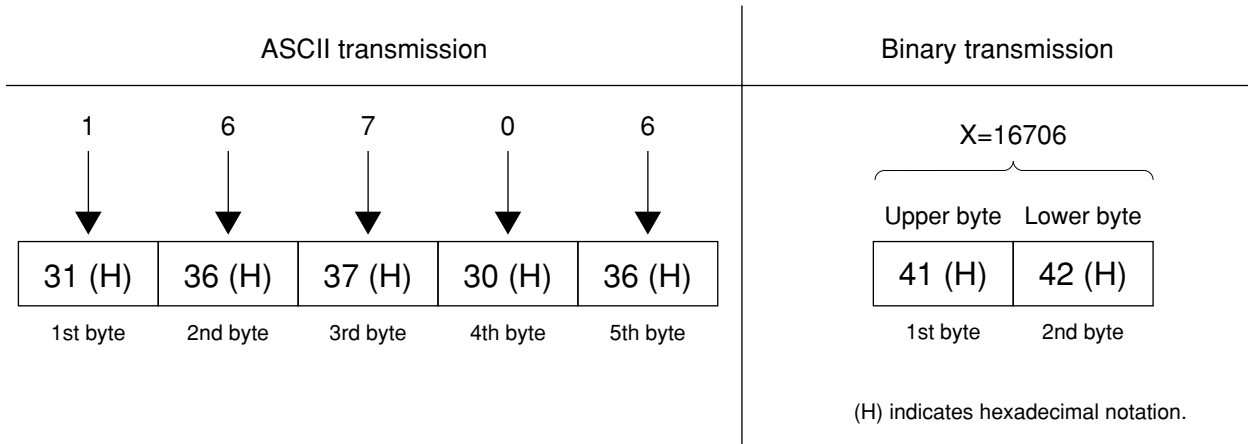 ASCII transmission
Binary transmission
1 6 7 0 6
31 (H) 36 (H) 37 (H) 30 (H) 36 (H)
1st byte 2nd byte 3rd byte 4th byte 5th byte
X=16706
Upper byte Lower byte
41 (H) 42 (H)
1st byte 2nd byte
(H) indicates hexadecimal notation.